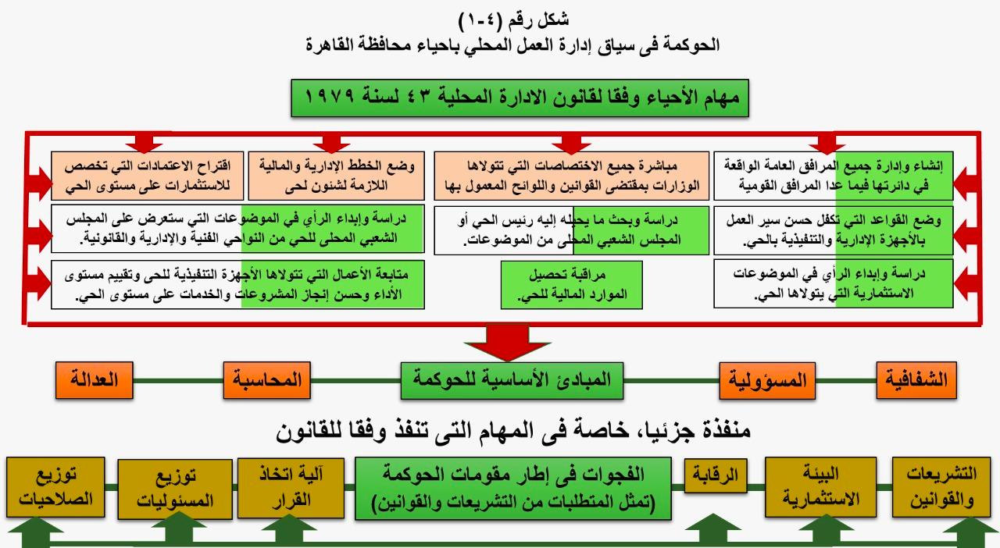 شكل رقم (٤-١)
الحوكمة فى سياق إدارة العمل المحلي باحياء محافظة القاهرة
مهام الأحياء وفقا لقانون الادارة المحلية ٤٣ لسنة ١٩٧٩
إنشاء وإدارة جميع المرافق العامة الواقعة
في دائرتها فيما عدا المرافق القومية
مباشرة جميع الاختصاصات التي تتولاها
الوزارات بمقتضى القوانين واللوائح المعمول بها
وضع الخطط الإدارية والمالية
اللازمة لشئون لحى
اقتراح الاعتمادات التي تخصص
للاستثمارات على مستوى الحي
وضع القواعد التي تكفل حسن سير العمل
بالأجهزة الإدارية والتنفيذية بالحي.
دراسة وبحث ما يحيله إليه رئيس الحي أو
المجلس الشعبي المحلى من الموضوعات.
دراسة وإبداء الرأي في الموضوعات التي ستعرض على المجلس
الشعبي المحلى للحي من النواحي الفنية والإدارية والقانونية.
دراسة وإبداء الرأي في الموضوعات
الاستثمارية التي يتولاها الحي.
مراقبة تحصيل
الموارد المالية للحي.
متابعة الأعمال التي تتولاها الأجهزة التنفيذية للحى وتقييم مستوى
الأداء وحسن إنجاز المشروعات والخدمات على مستوى الحي.
الشفافية
المسؤولية
المبادئ الأساسية للحوكمة
المحاسبة
العدالة
منفذة جزئيا، خاصة فى المهام التى تنفذ وفقا للقانون
التشريعات
والقوانين
البيئة
الاستثمارية
الرقابة
الفجوات فى إطار مقومات الحوكمة
(تمثل المتطلبات من التشريعات والقوانين)
آلية اتخاذ
القرار
توزيع
المسئوليات
توزيع
الصلاحيات